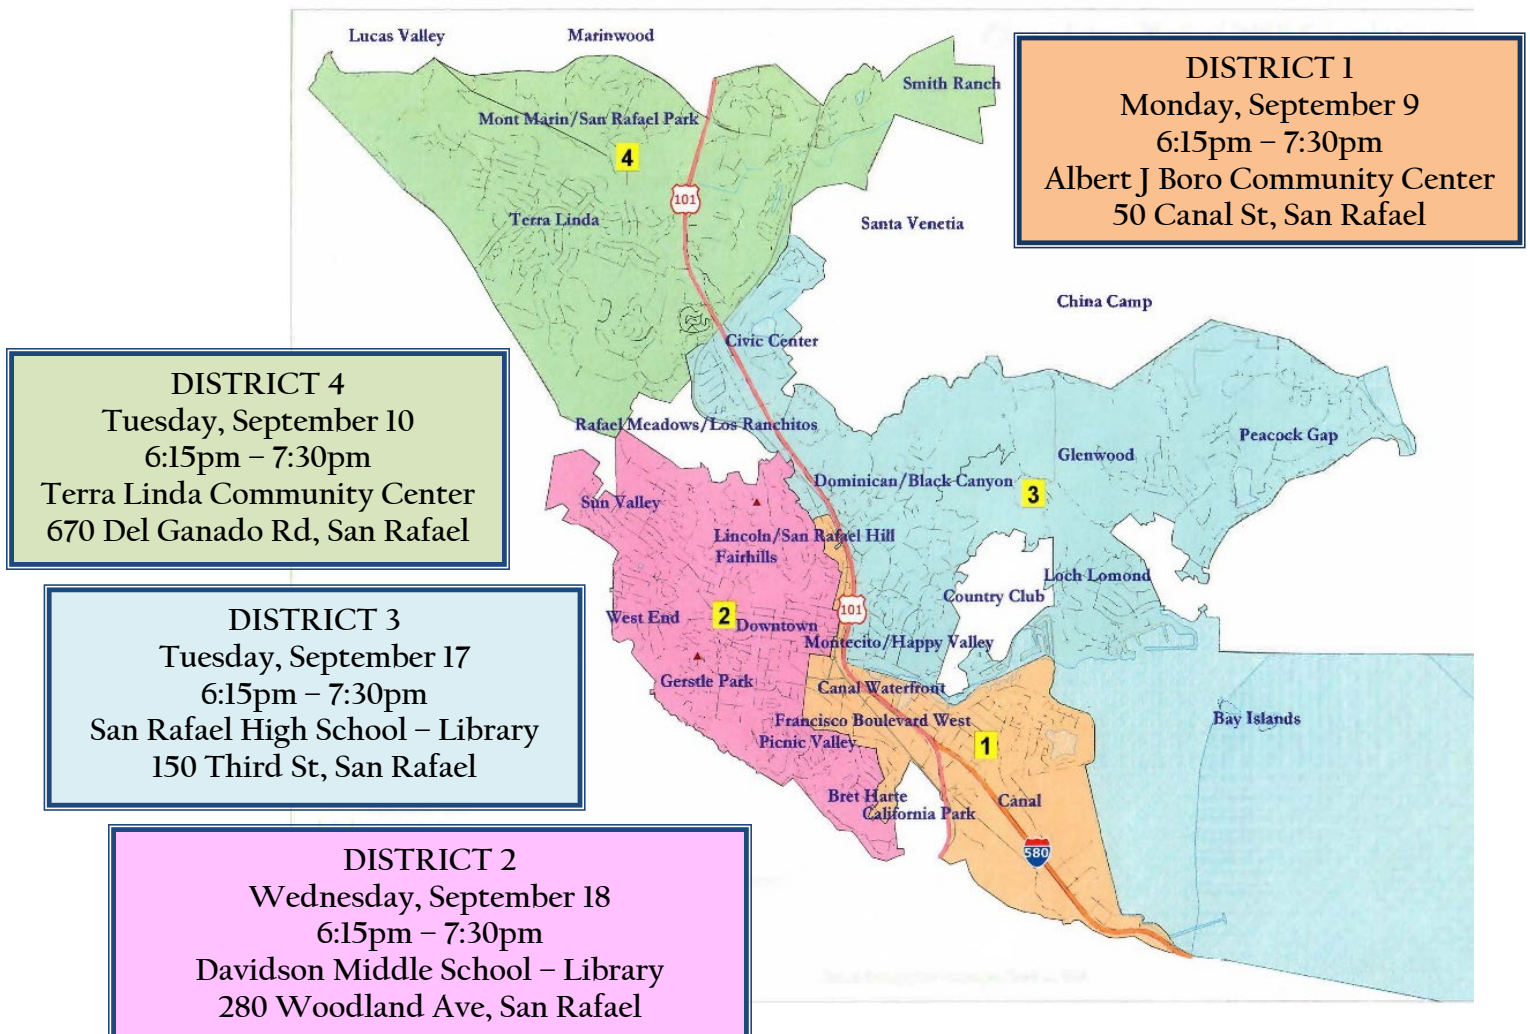 Lucas Valley
Marinwood
Smith Ranch
Mont Marin/San Rafael Park
4
101
Terra Linda
Santa Venetia
China Camp
Civic Center
Rafael Meadows/Los Ranchitos
Peacock Gap
Glenwood
Dominican/Black Canyon
3
Sun Valley
Lincoln/San Rafael Hill
Fairhills
Loch Lomond
Country Club
101
West End
2
Downtown
Montecito/Happy Valley
Gerstle Park
Canal Waterfront
Francisco Boulevard West
Bay Islands
Picnic Valley
1
Bret Harte
California Park
Canal
580
DISTRICT 1
Monday, September 9
6:15pm – 7:30pm
Albert J Boro Community Center
50 Canal St, San Rafael
DISTRICT 4
Tuesday, September 10
6:15pm – 7:30pm
Terra Linda Community Center
670 Del Ganado Rd, San Rafael
DISTRICT 3
Tuesday, September 17
6:15pm – 7:30pm
San Rafael High School – Library
150 Third St, San Rafael
DISTRICT 2
Wednesday, September 18
6:15pm – 7:30pm
Davidson Middle School – Library
280 Woodland Ave, San Rafael